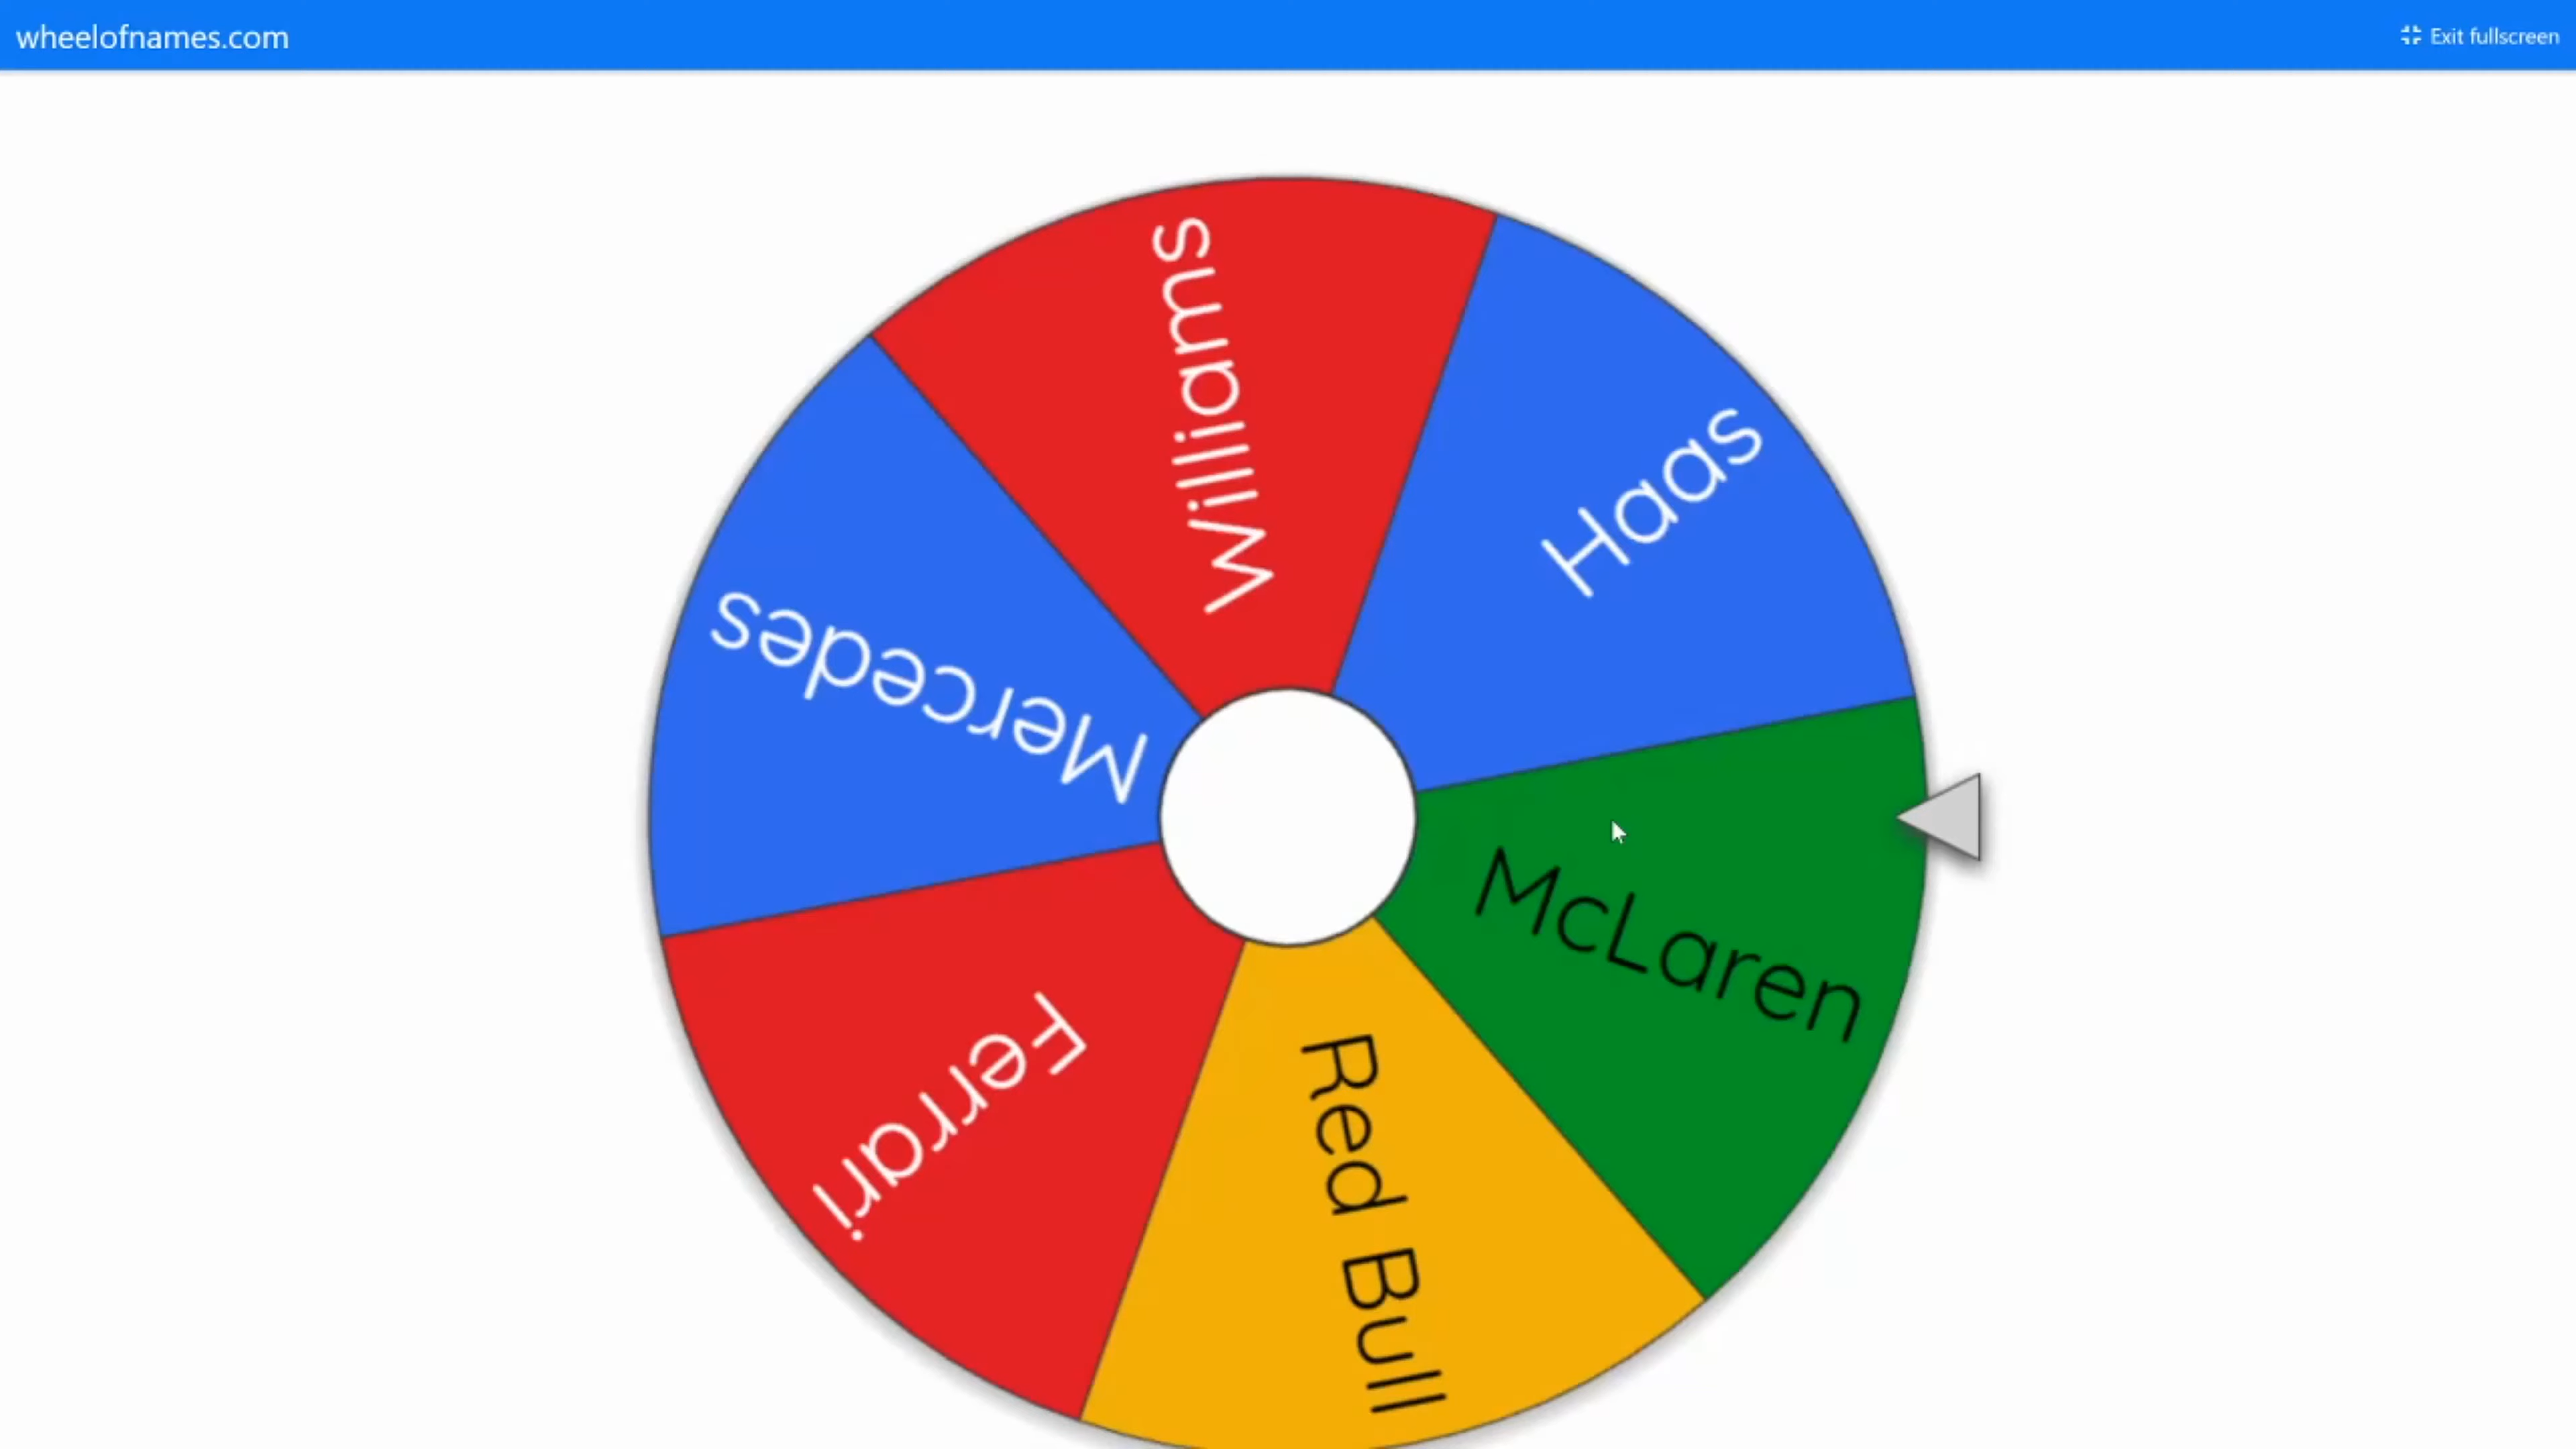 wheelofnames.com
Exit fullscreen
Williams
Haas
Mercedes
McLaren
Ferrari
Red Bull